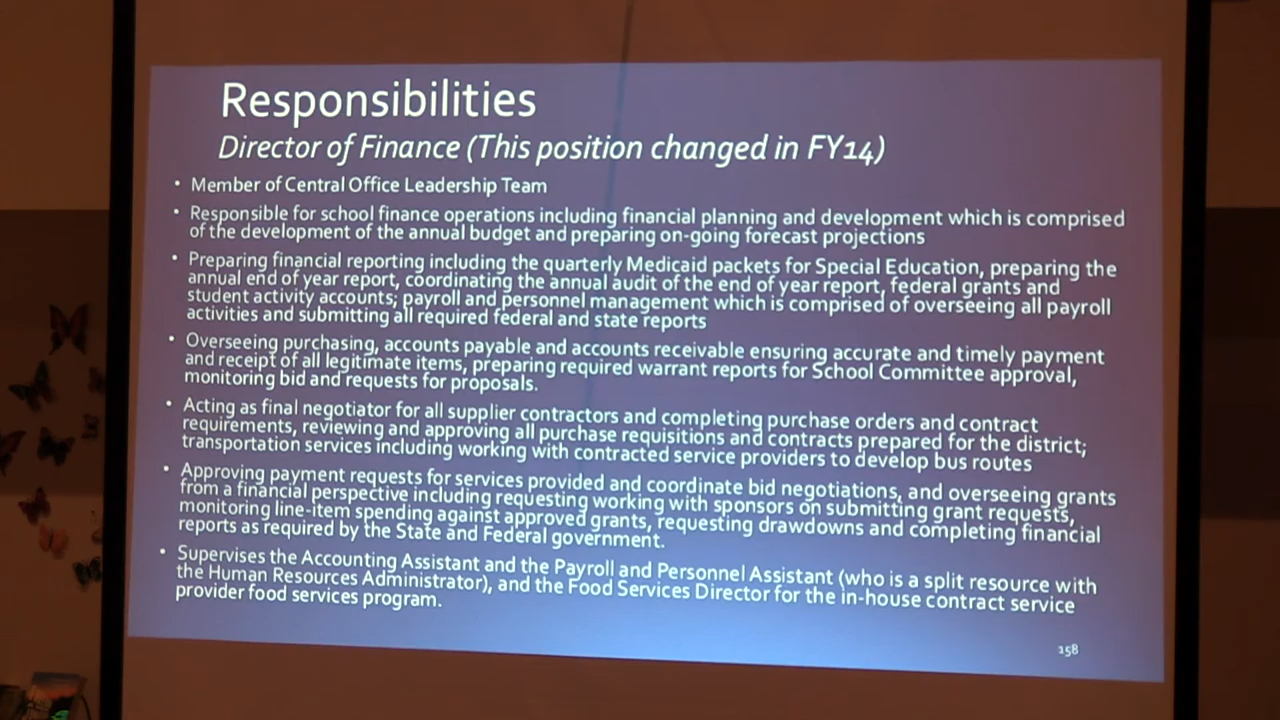 Responsibilities
Director of Finance (This position changed in FY14)
• Member of Central Office Leadership Team
• Responsible for school finance operations including financial planning and development which is comprised
of the development of the annual budget and preparing on-going forecast projections
• Preparing financial reporting including the quarterly Medicaid packets for Special Education, preparing the
annual end of year report, coordinating the annual audit of the end of year report, federal grants and
student activity accounts; payroll and personnel management which is comprised of overseeing all payroll
activities and submitting all required federal and state reports
• Overseeing purchasing, accounts payable and accounts receivable ensuring accurate and timely payment
and receipt of all legitimate items, preparing required warrant reports for School Committee approval,
monitoring bid and requests for proposals.
• Acting as final negotiator for all supplier contractors and completing purchase orders and contract
requirements, reviewing and approving all purchase requisitions and contracts prepared for the district;
transportation services including working with contracted service providers to develop bus routes
• Approving payment requests for services provided and coordinate bid negotiations, and overseeing grants
from a financial perspective including requesting working with sponsors on submitting grant requests,
monitoring line-item spending against approved grants, requesting drawdowns and completing financial
reports as required by the State and Federal government.
• Supervises the Accounting Assistant and the Payroll and Personnel Assistant (who is a split resource with
the Human Resources Administrator), and the Food Services Director for the in-house contract service
provider food services program.
158